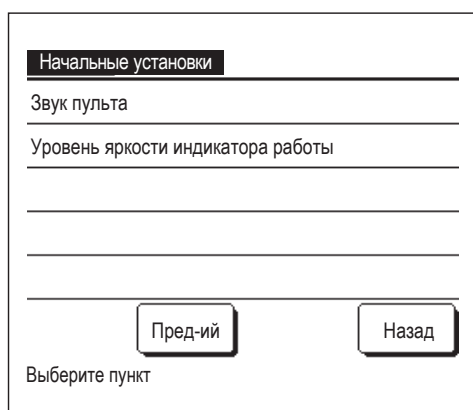 Начальные установки
Звук пульта
Уровень яркости индикатора работы
Пред-ий Назад
Выберите пункт